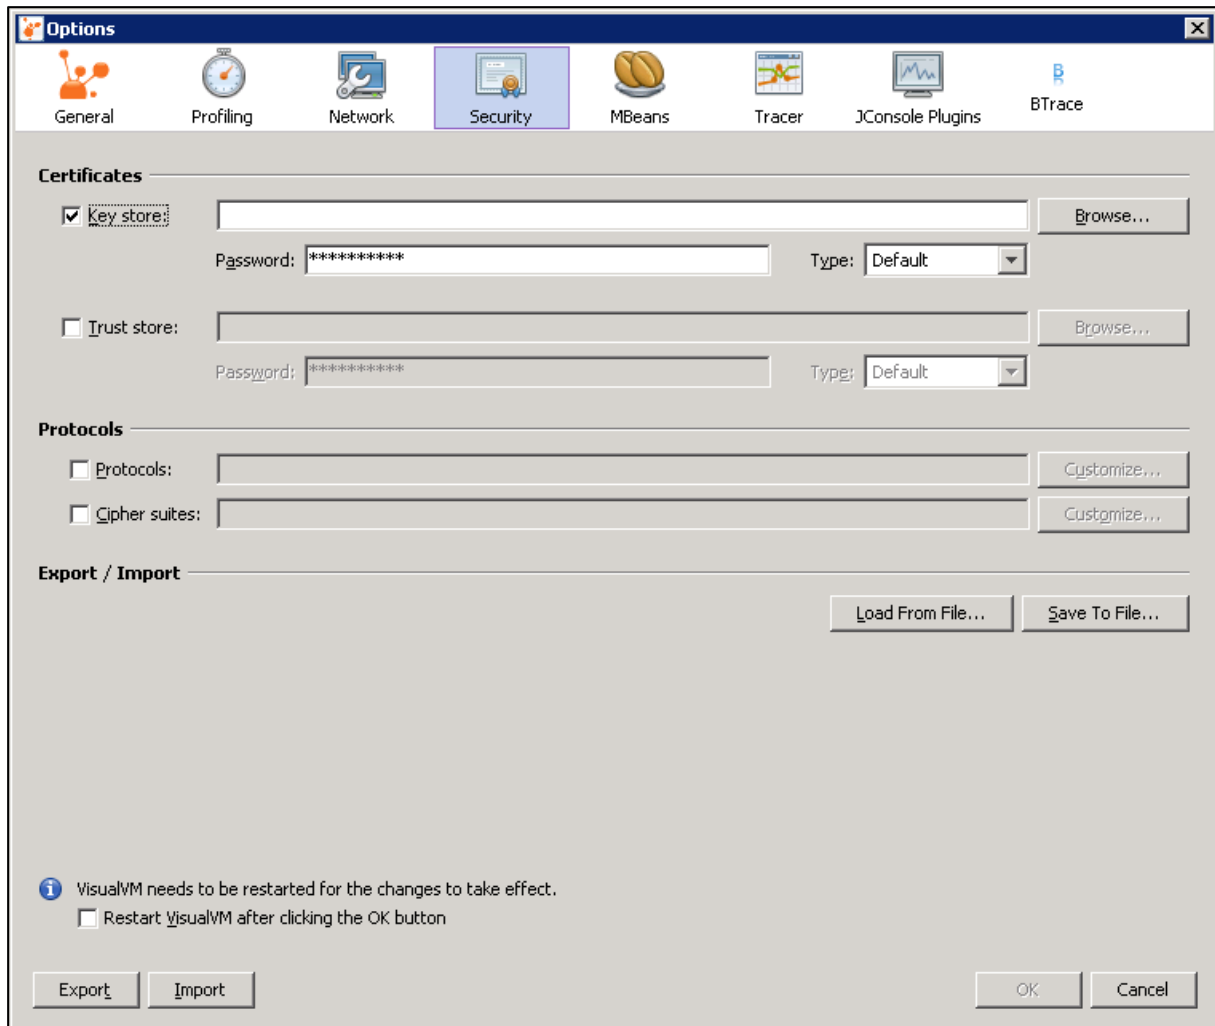 Options
General Profiling Network Security MBeans Tracer JConsole Plugins BTrace
Certificates
Key store: Browse...
Password: ********** Type: Default
Trust store: Browse...
Password: ********** Type: Default
Protocols
Protocols: Customize...
Cipher suites: Customize...
Export / Import
Load From File... Save To File...
VisualVM needs to be restarted for the changes to take effect.
Restart VisualVM after clicking the OK button
Export Import OK Cancel